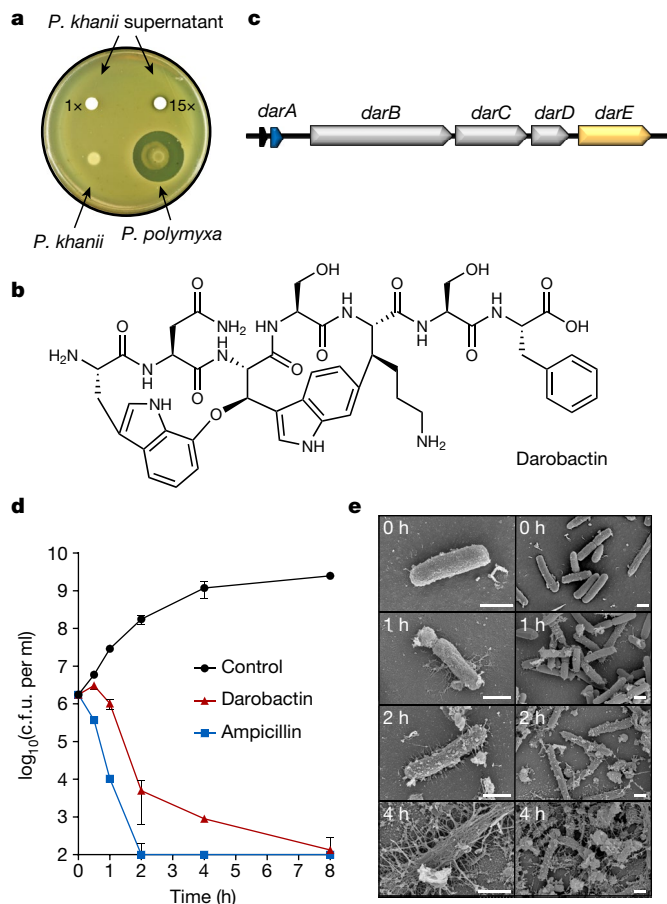 a
P. khanii supernatant
1×
15×
P. khanii
P. polymyxa
c
darA
darB
darC
darD
darE
b
OH
OH
O
O
O
O
O
O
O
O
NH2
H2N
N
H
H
N
H
N
H
N
N
H
H
N
OH
NH
O
NH
NH2
Darobactin
d
10
9
8
7
6
5
4
3
2
log10(c.f.u. per ml)
0
1
2
3
4
5
6
7
8
Time (h)
Control
Darobactin
Ampicillin
e
0 h
0 h
1 h
1 h
2 h
2 h
4 h
4 h